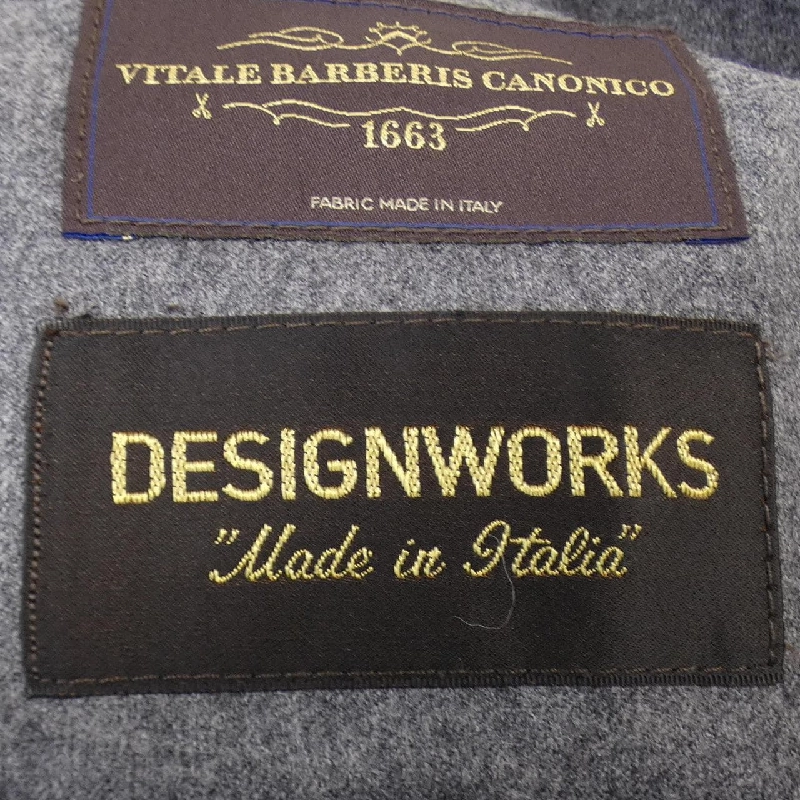 VITALE BARBERIS CANONICO
1663
FABRIC MADE IN ITALY
DESIGNWORKS
"Made in Italia"